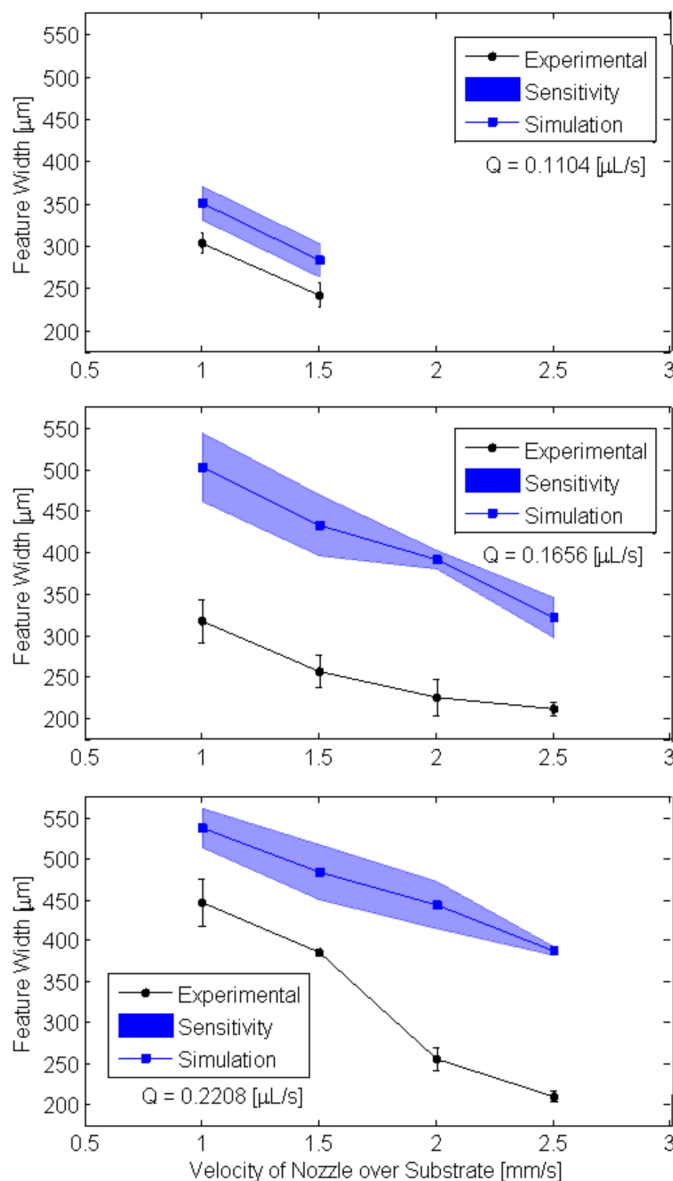 550
500
450
400
350
300
250
200
Feature Width [μm]
Experimental
Sensitivity
Simulation
Q = 0.1104 [μL/s]
0.5 1 1.5 2 2.5 3
550
500
450
400
350
300
250
200
Feature Width [μm]
Experimental
Sensitivity
Simulation
Q = 0.1656 [μL/s]
0.5 1 1.5 2 2.5 3
550
500
450
400
350
300
250
200
Feature Width [μm]
Experimental
Sensitivity
Simulation
Q = 0.2208 [μL/s]
0.5 1 1.5 2 2.5 3
Velocity of Nozzle over Substrate [mm/s]